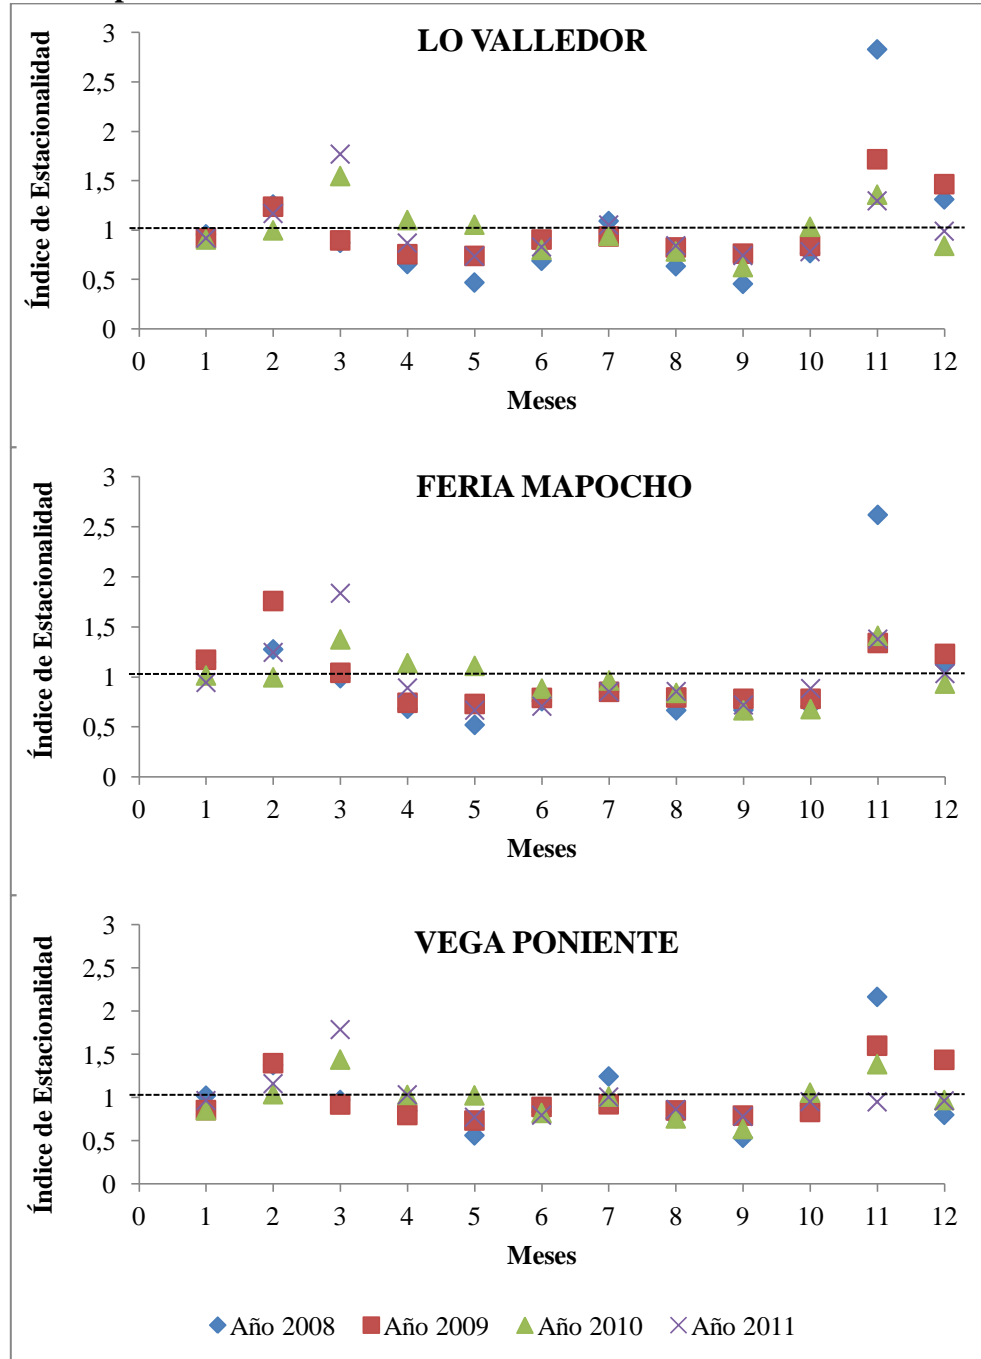 LO VALLEDOR
Índice de Estacionalidad
3
2,5
2
1,5
1
0,5
0
0 1 2 3 4 5 6 7 8 9 10 11 12
Meses
FERIA MAPOCHO
Índice de Estacionalidad
3
2,5
2
1,5
1
0,5
0
0 1 2 3 4 5 6 7 8 9 10 11 12
Meses
VEGA PONIENTE
Índice de Estacionalidad
3
2,5
2
1,5
1
0,5
0
0 1 2 3 4 5 6 7 8 9 10 11 12
Meses
Año 2008 Año 2009 Año 2010 Año 2011